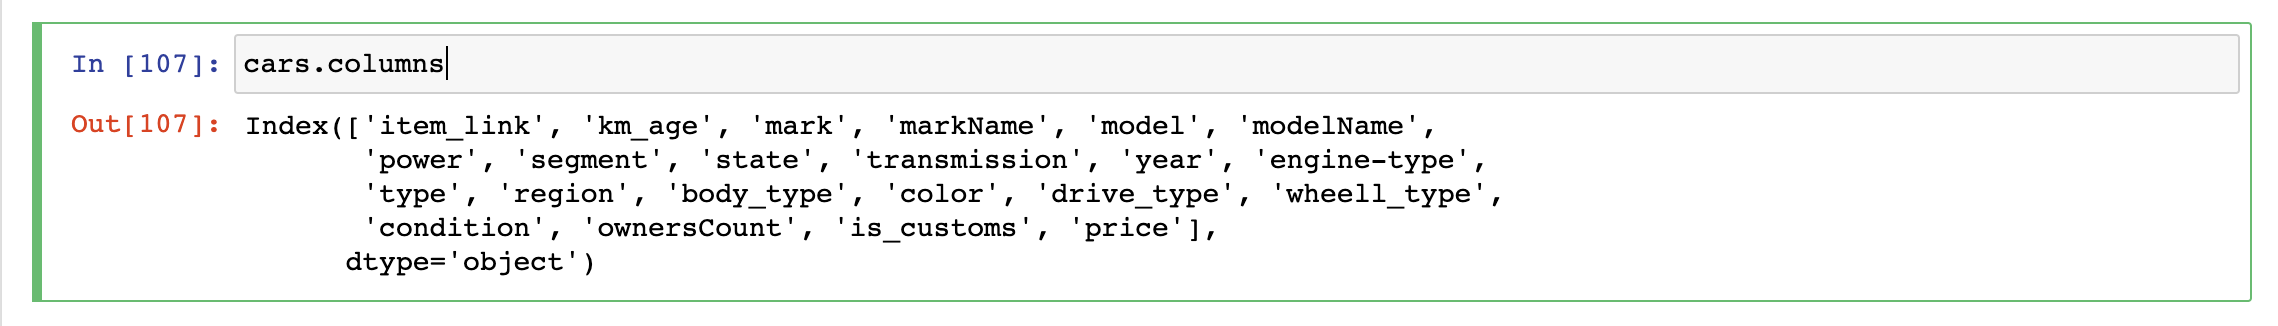 In [107]: cars.columns
Out[107]: Index(['item_link', 'km_age', 'mark', 'markName', 'model', 'modelName',
'power', 'segment', 'state', 'transmission', 'year', 'engine-type',
'type', 'region', 'body_type', 'color', 'drive_type', 'wheell_type',
'condition', 'ownersCount', 'is_customs', 'price'],
dtype='object')